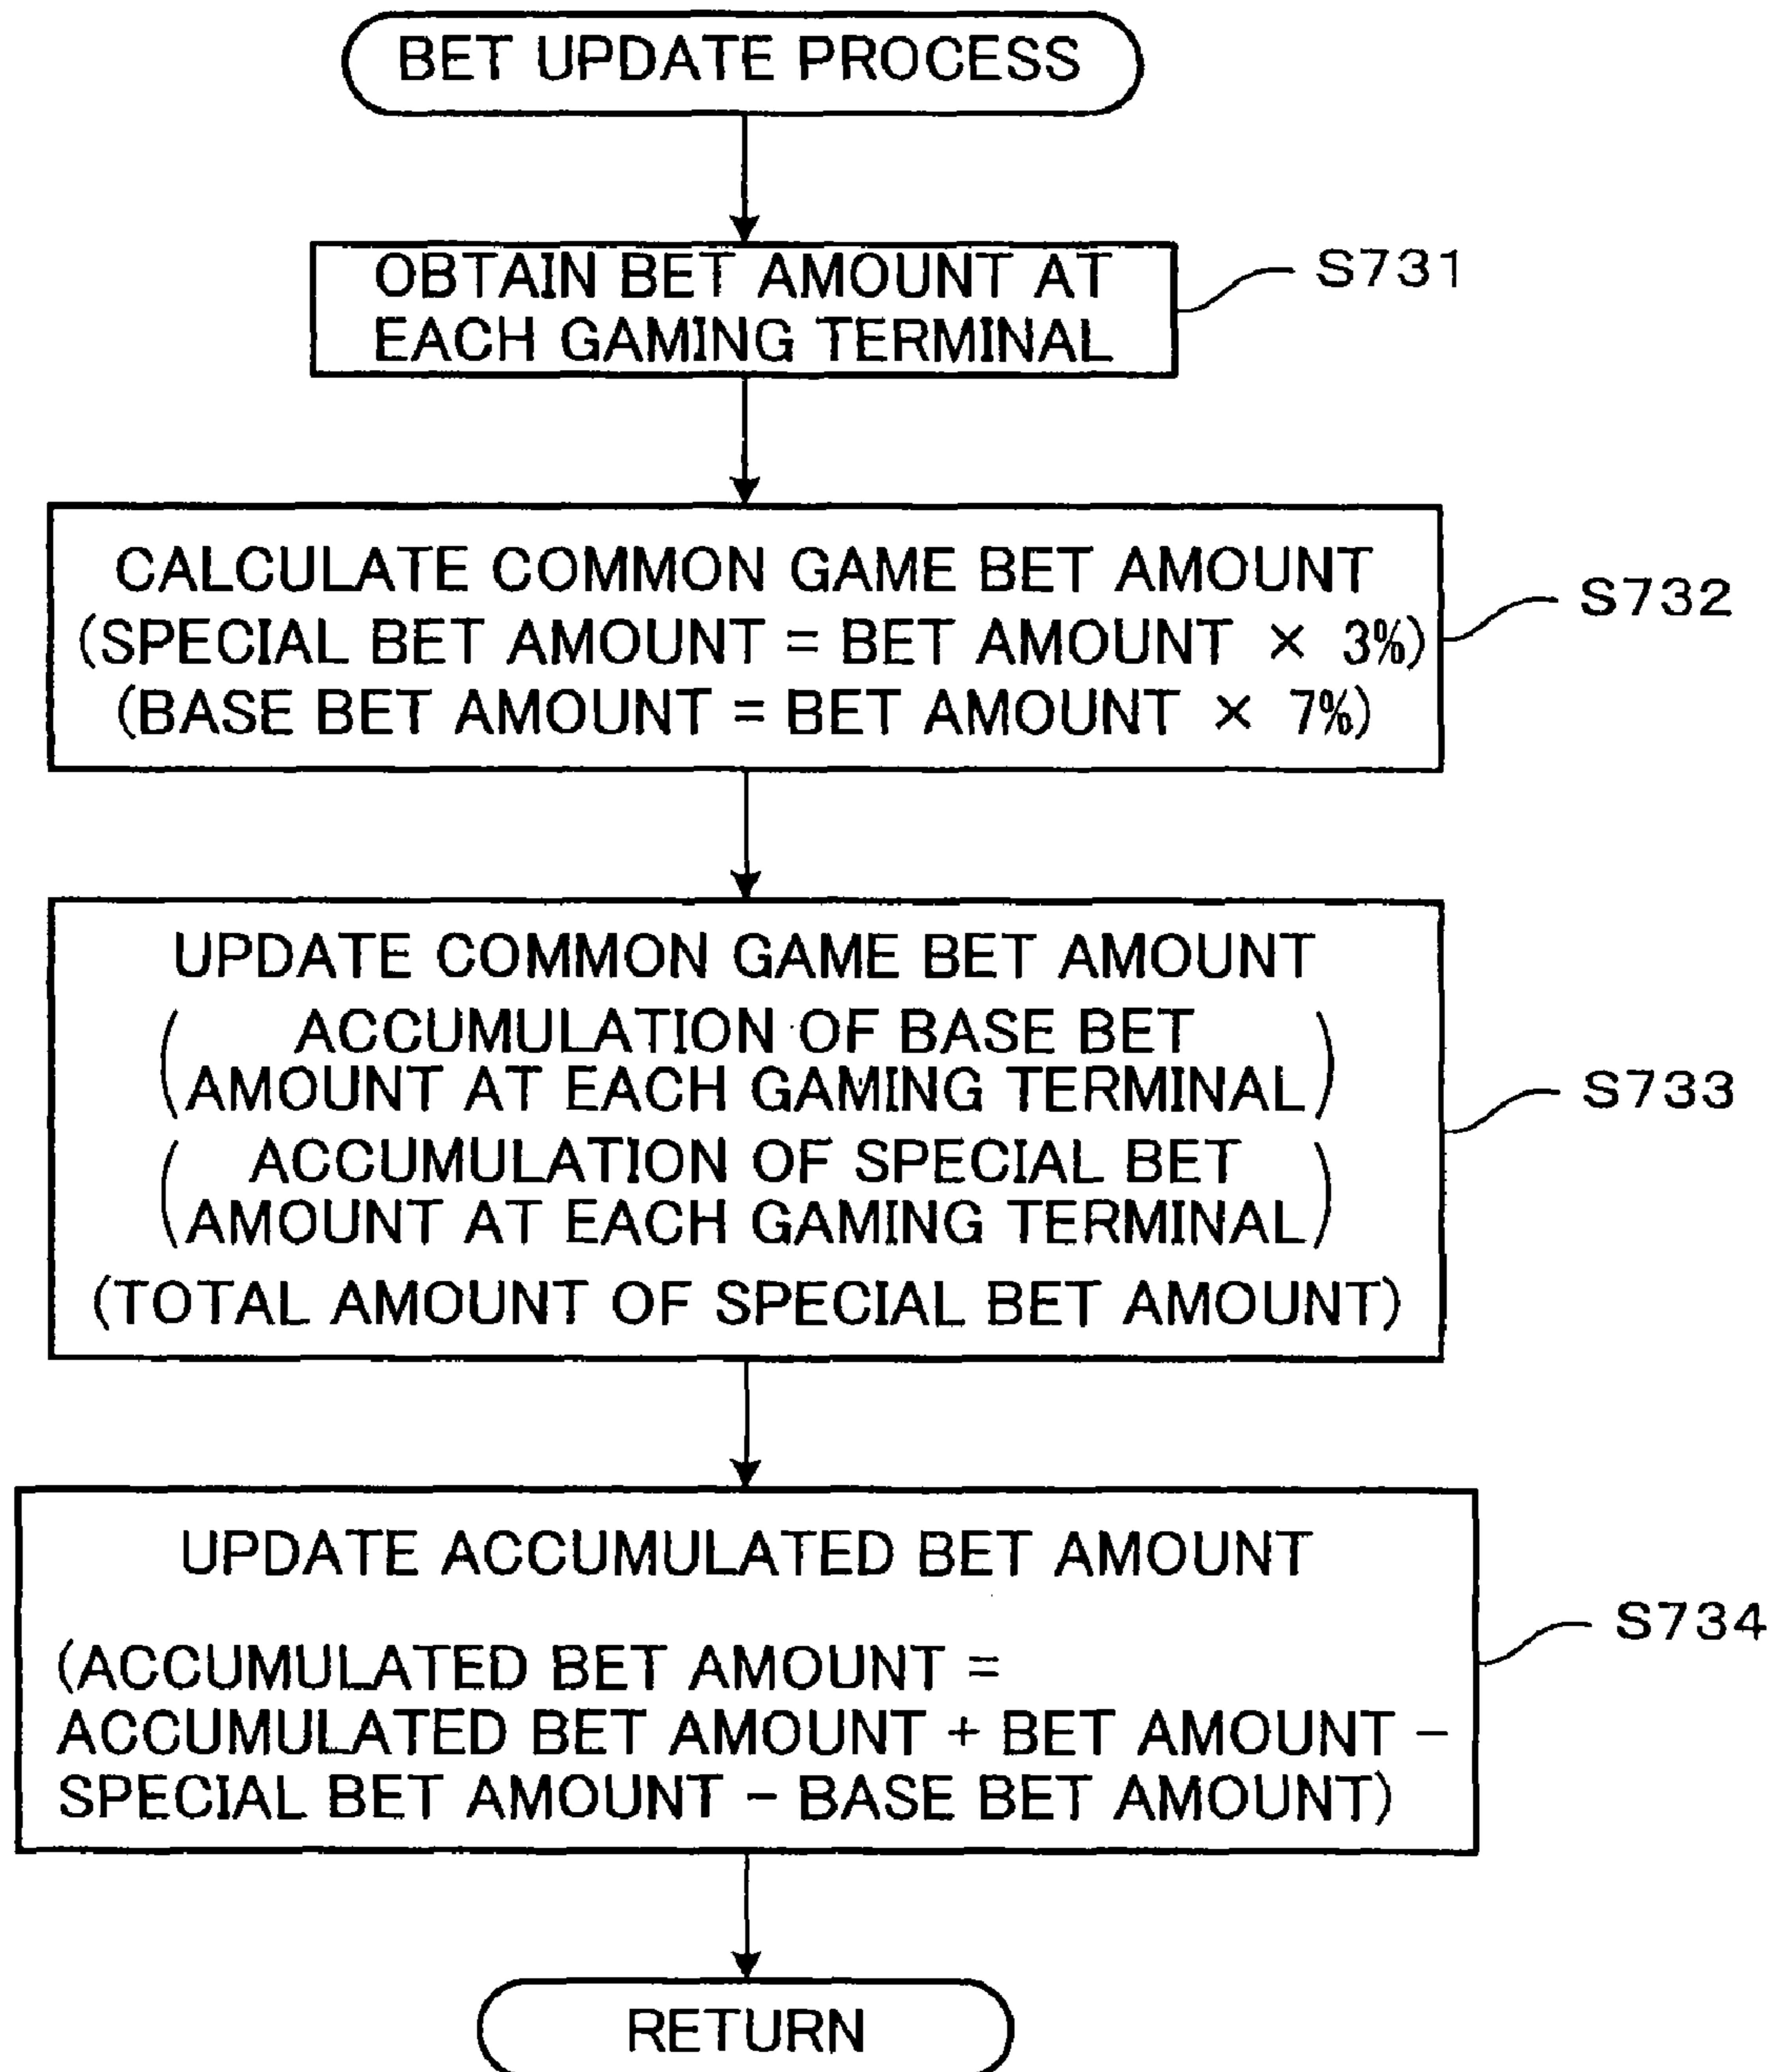 BET UPDATE PROCESS
OBTAIN BET AMOUNT AT
EACH GAMING TERMINAL
S731
CALCULATE COMMON GAME BET AMOUNT
(SPECIAL BET AMOUNT = BET AMOUNT × 3%)
(BASE BET AMOUNT = BET AMOUNT × 7%)
S732
UPDATE COMMON GAME BET AMOUNT
(ACCUMULATION OF BASE BET
AMOUNT AT EACH GAMING TERMINAL)
(ACCUMULATION OF SPECIAL BET
AMOUNT AT EACH GAMING TERMINAL)
(TOTAL AMOUNT OF SPECIAL BET AMOUNT)
S733
UPDATE ACCUMULATED BET AMOUNT
(ACCUMULATED BET AMOUNT =
ACCUMULATED BET AMOUNT + BET AMOUNT −
SPECIAL BET AMOUNT − BASE BET AMOUNT)
S734
RETURN